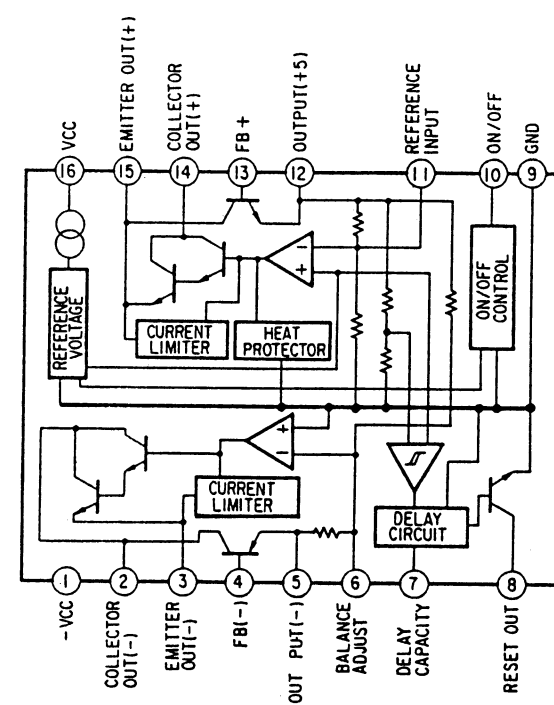 VCC
EMITTER OUT(+)
COLLECTOR
OUT(+)
FB+
OUTPUT(+5)
REFERENCE
INPUT
ON/OFF
GND
16
15
14
13
12
11
10
9
REFERENCE
VOLTAGE
CURRENT
LIMITER
HEAT
PROTECTOR
ON/OFF
CONTROL
−
+
+
−
CURRENT
LIMITER
DELAY
CIRCUIT
1
2
3
4
5
6
7
8
-VCC
COLLECTOR
OUT(-)
EMITTER
OUT(-)
FB(-)
OUT PUT(-)
BALANCE
ADJUST
DELAY
CAPACITY
RESET OUT